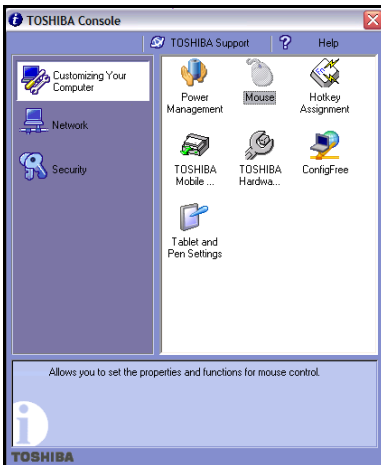 TOSHIBA Console
TOSHIBA Support ? Help
Customizing Your
Computer
Network
Security
Power
Management
Mouse
Hotkey
Assignment
TOSHIBA
Mobile ...
TOSHIBA
Hardwa...
ConfigFree
Tablet and
Pen Settings
Allows you to set the properties and functions for mouse control.
TOSHIBA